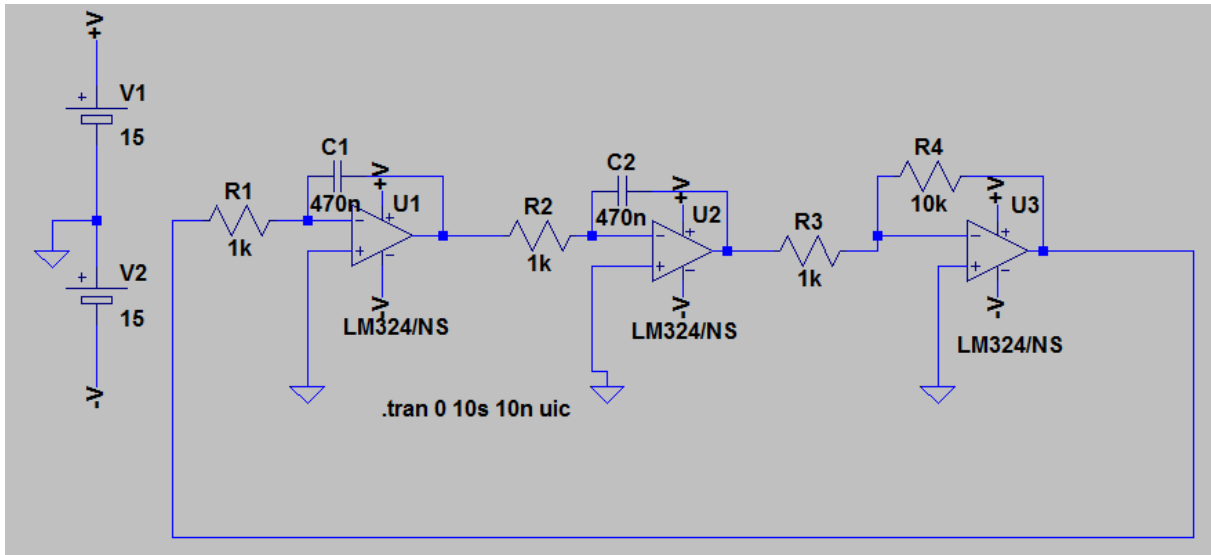 +V
V1
15
V2
15
-V
R1
1k
C1
470n
+V
U1
-V
LM324/NS
R2
1k
C2
470n
+V
U2
-V
LM324/NS
R3
1k
R4
10k
+V
U3
-V
LM324/NS
.tran 0 10s 10n uic